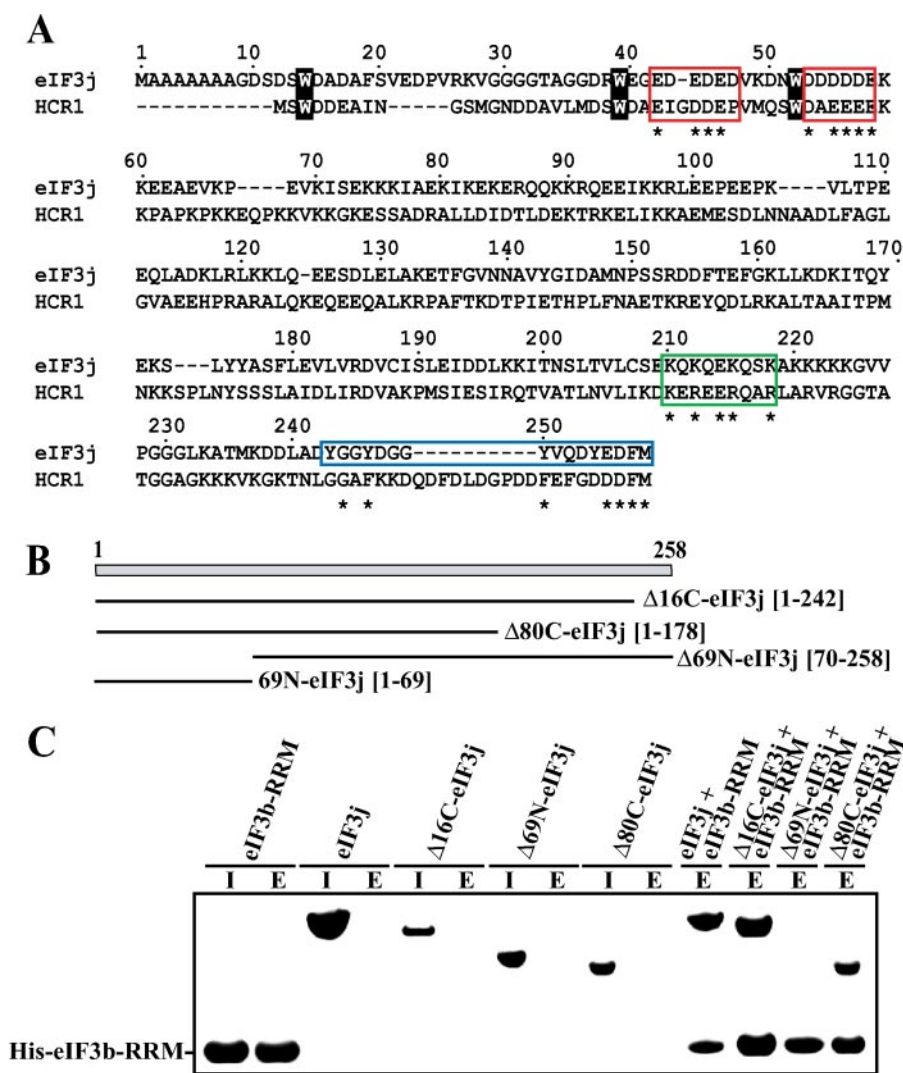 A
1 10 20 30 40 50
eIF3j MAAAAAAAGDSDSWDADAFSVEDPVRKVGGGGTAGGDRWEGEDEDED-VKDNWDDDDDEK
HCR1 -----------MSWDDEAIN-----GSMGNDDAVLMDSWDAEIGDDEPVMQSWDAEEEEK
* *** * ****
60 70 80 90 100 110
eIF3j KEEAEVKP----EVKISEKKKIAEKIKEKERQQKKRQEEIKKRLEEPEEPK----VLTPE
HCR1 KPAPKPKKEQPKKVKKGKESSADRALLDIDTLDEKTRKELIKKAEMESDLNNAADLFAGL
120 130 140 150 160 170
eIF3j EQLADKLRLKKLQ-EESDLELAKETFGVNNAVYGIDAMNPSSRDDFTEFGKLLKDKITQY
HCR1 GVAEEHPRARALQKEQEEQALKRPAFTKDTPIETHPLFNAETKREYQDLRKALTAAITPM
180 190 200 210 220
eIF3j EKS---LYYASFLEVLVRDVCISLEIDDLKKITNSLTVLCSEKQKQEKQSKAKKKKKGVV
HCR1 NKKSPLNYSSSLAIDLIRDVAKPMSIESIRQTVATLNVLIKDKEREERQARLARVRGGTA
* * ** *
230 240 250
eIF3j PGGGLKATMKDDLADYGGYDGG----------YVQDYEDFM
HCR1 TGGAGKKKVKGKTNLGGAFKKDQDFDLDGPDDFEFGDDDFM
* * * ****
B
1 258
Δ16C-eIF3j [1-242]
Δ80C-eIF3j [1-178]
Δ69N-eIF3j [70-258]
69N-eIF3j [1-69]
C
eIF3b-RRM
eIF3j
Δ16C-eIF3j
Δ69N-eIF3j
Δ80C-eIF3j
eIF3j +
eIF3b-RRM
Δ16C-eIF3j +
eIF3b-RRM
Δ69N-eIF3j +
eIF3b-RRM
Δ80C-eIF3j +
eIF3b-RRM
I E I E I E I E I E E E E E
His-eIF3b-RRM-